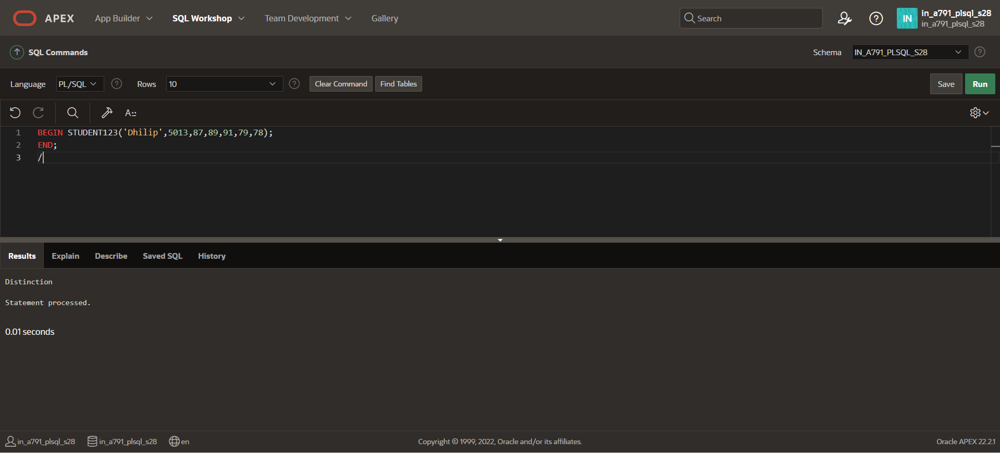 APEX App Builder SQL Workshop Team Development Gallery Search IN in_a791_plsql_s28
in_a791_plsql_s28
SQL Commands Schema IN_A791_PLSQL_S28
Language PL/SQL Rows 10 Clear Command Find Tables Save Run
A::
1 BEGIN STUDENT123('Dhilip',5013,87,89,91,79,78);
2 END;
3 /
Results Explain Describe Saved SQL History
Distinction
Statement processed.
0.01 seconds
in_a791_plsql_s28 in_a791_plsql_s28 en Copyright © 1999, 2022, Oracle and/or its affiliates. Oracle APEX 22.2.1